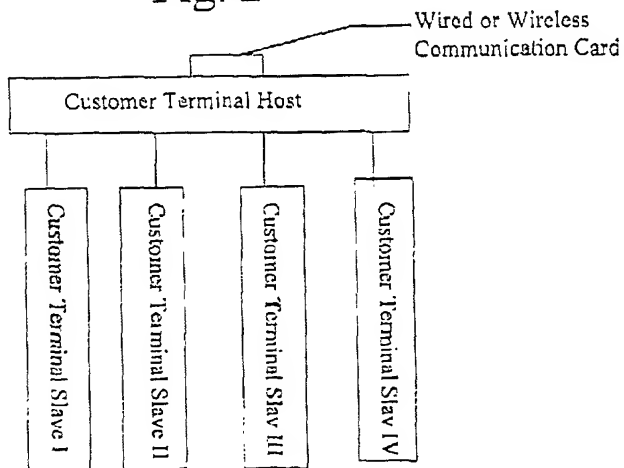 Wired or Wireless
Communication Card
Customer Terminal Host
Customer Terminal Slave I
Customer Terminal Slave II
Customer Terminal Slav III
Customer Terminal Slav IV